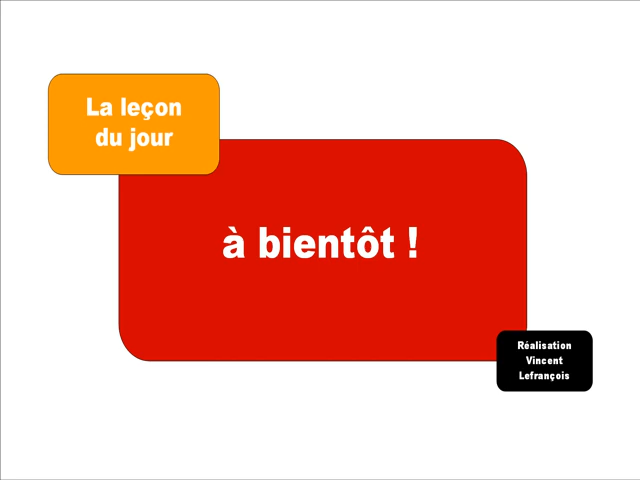 La leçon
du jour
à bientôt !
Réalisation
Vincent
Lefrançois